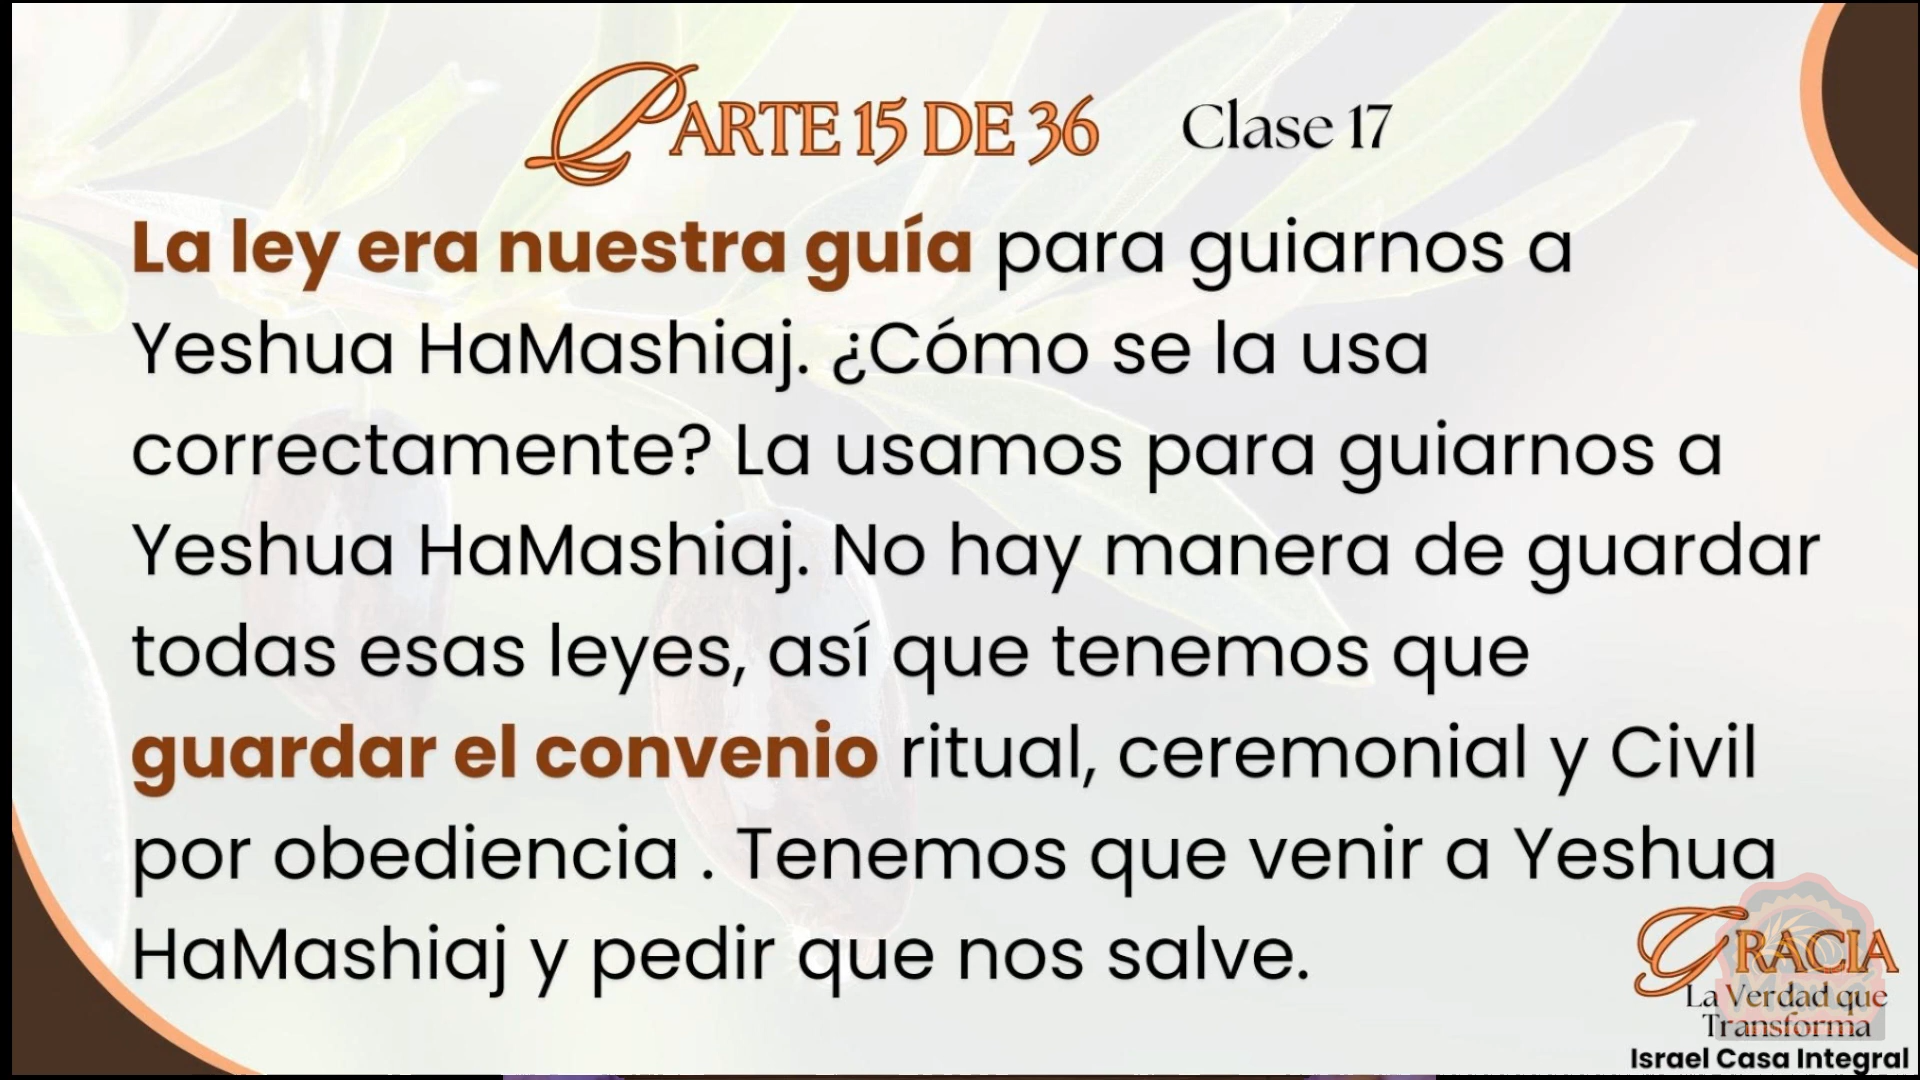 PARTE 15 DE 36 Clase 17
La ley era nuestra guía para guiarnos a
Yeshua HaMashiaj. ¿Cómo se la usa
correctamente? La usamos para guiarnos a
Yeshua HaMashiaj. No hay manera de guardar
todas esas leyes, así que tenemos que
guardar el convenio ritual, ceremonial y Civil
por obediencia . Tenemos que venir a Yeshua
HaMashiaj y pedir que nos salve.
GRACIA
La Verdad que
Transforma
Israel Casa Integral